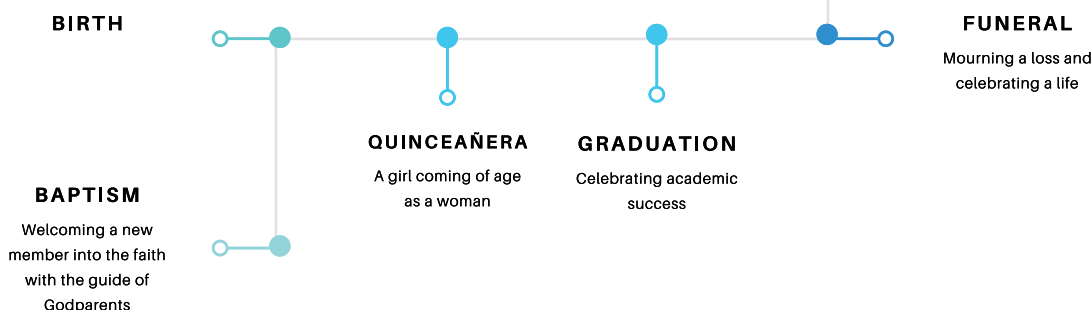 BIRTH
FUNERAL
Mourning a loss and
celebrating a life
QUINCEAÑERA
A girl coming of age
as a woman
GRADUATION
Celebrating academic
success
BAPTISM
Welcoming a new
member into the faith
with the guide of
Godparents